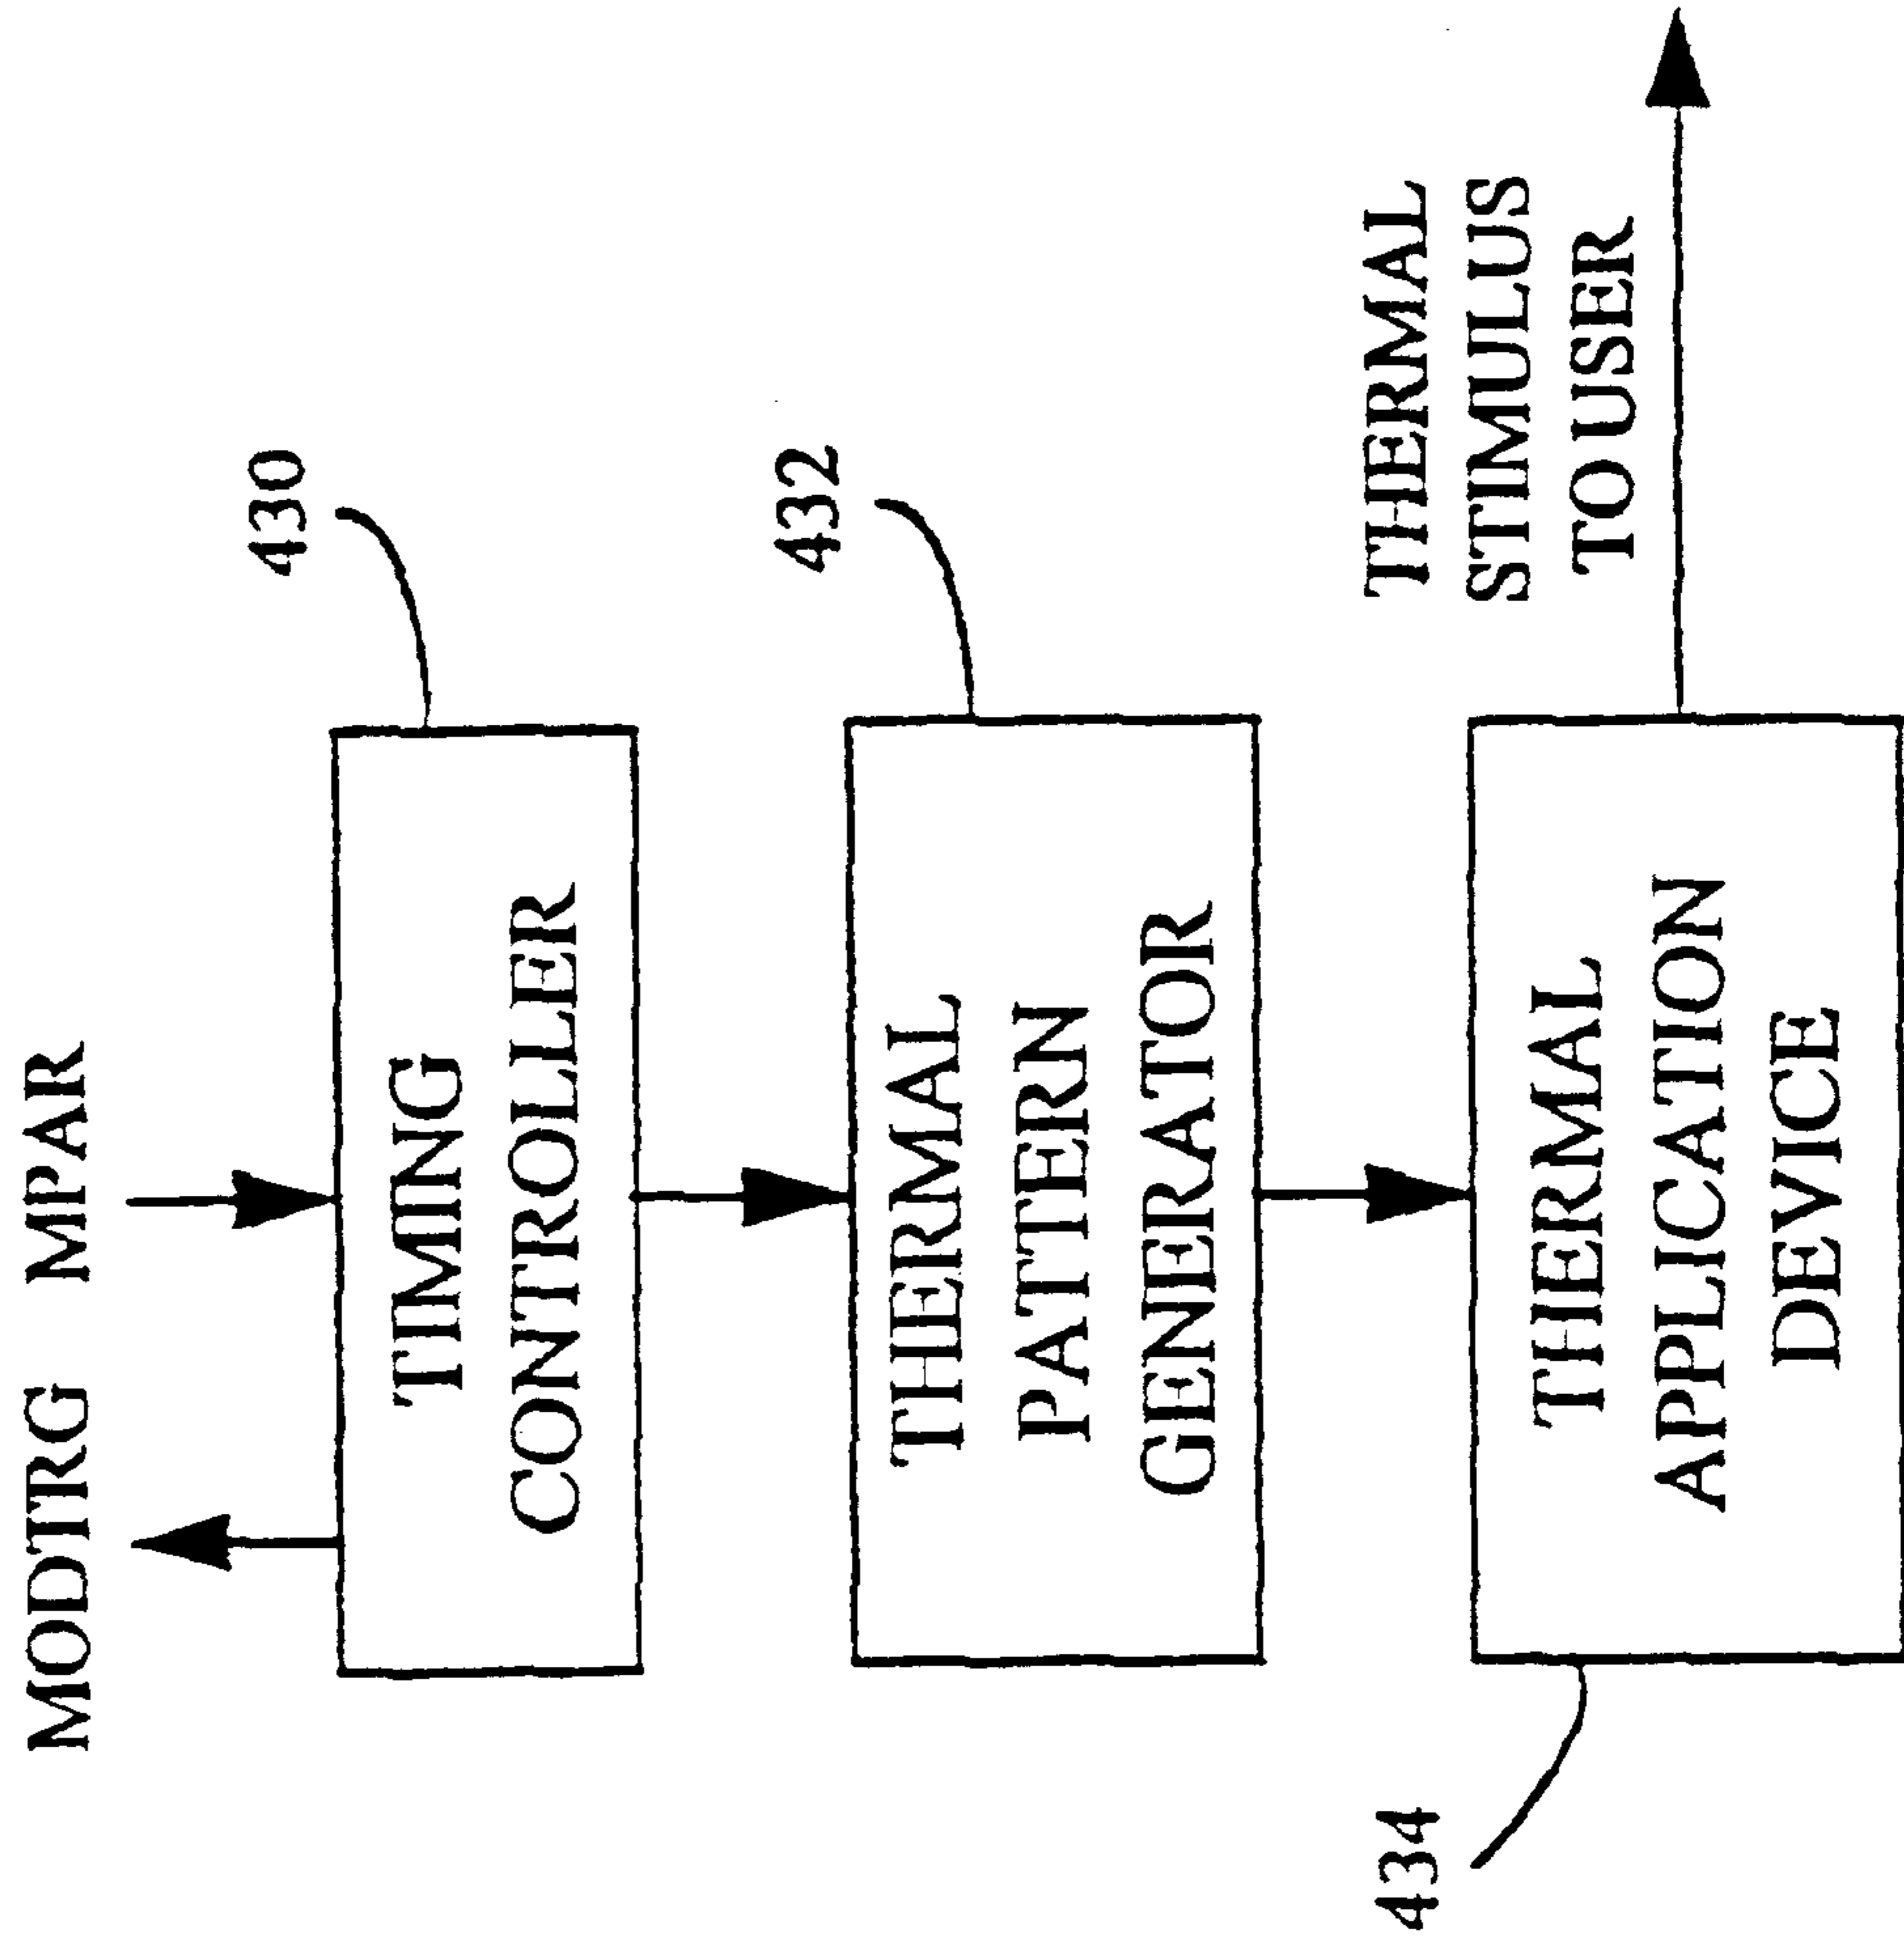 MODTRG
MPAR
430
TIMING
CONTROLLER
432
THERMAL
PATTERN
GENERATOR
434
THERMAL
APPLICATION
DEVICE
THERMAL
STIMULUS
TO USER